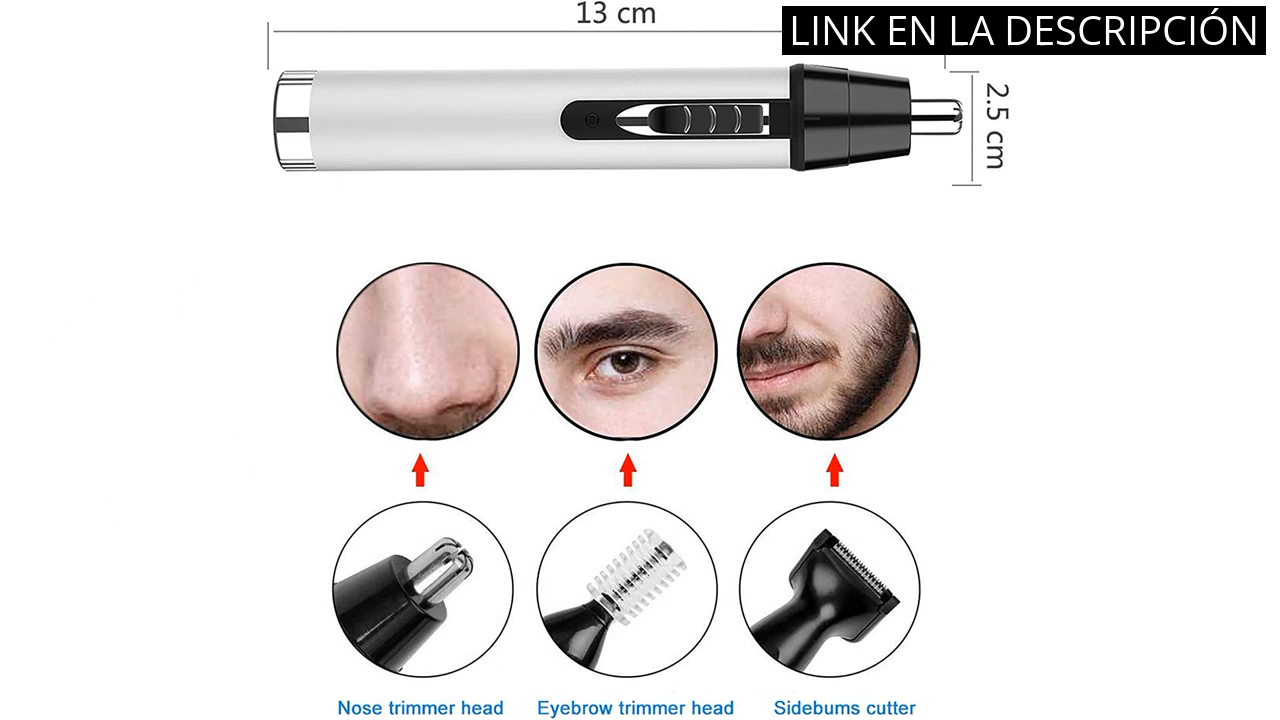 13 cm
LINK EN LA DESCRIPCIÓN
2.5 cm
Nose trimmer head
Eyebrow trimmer head
Sidebums cutter